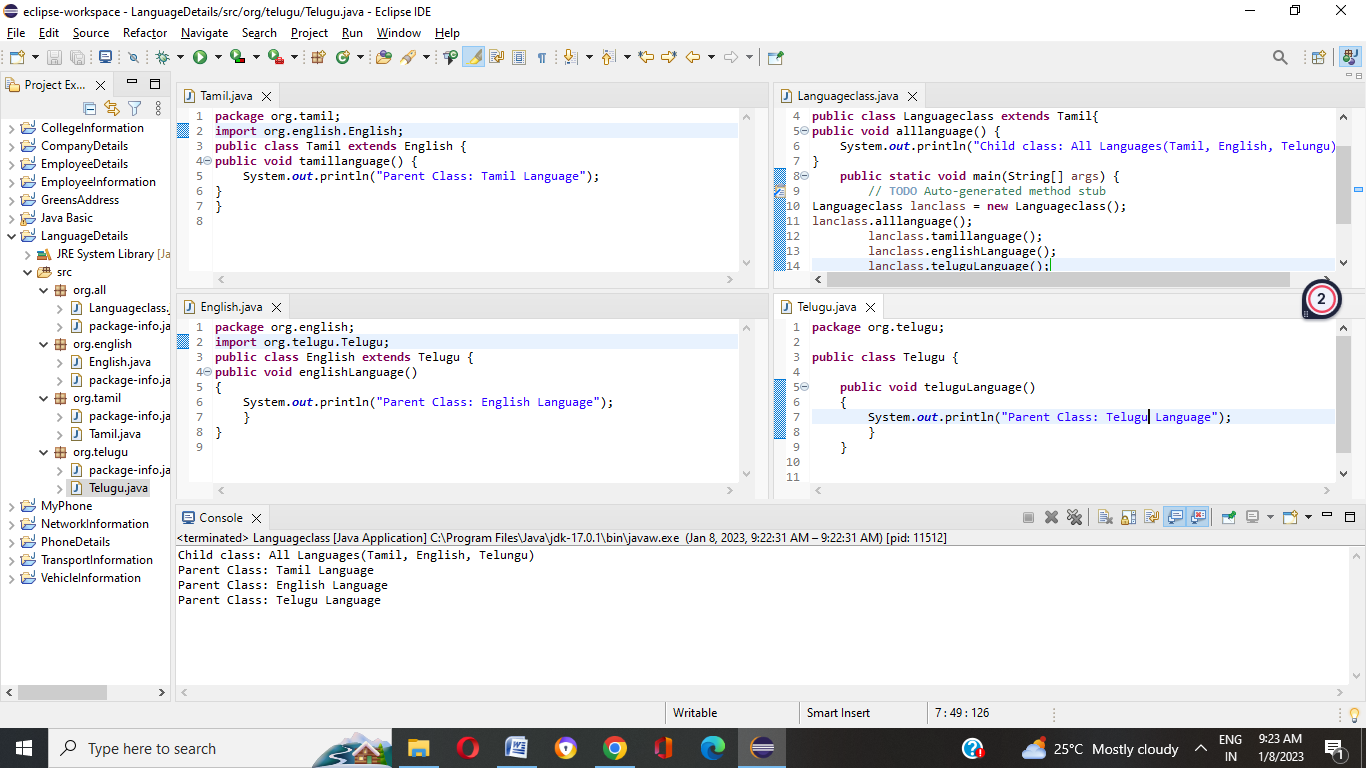 eclipse-workspace - LanguageDetails/src/org/telugu/Telugu.java - Eclipse IDE
File Edit Source Refactor Navigate Search Project Run Window Help
Project Ex...
CollegeInformation
CompanyDetails
EmployeeDetails
EmployeeInformation
GreensAddress
Java Basic
LanguageDetails
JRE System Library [Ja
src
org.all
Languageclass.
package-info.ja
org.english
English.java
package-info.ja
org.tamil
package-info.ja
Tamil.java
org.telugu
package-info.ja
Telugu.java
MyPhone
NetworkInformation
PhoneDetails
TransportInformation
VehicleInformation
Tamil.java
1 package org.tamil;
2 import org.english.English;
3 public class Tamil extends English {
4 public void tamillanguage() {
5 System.out.println("Parent Class: Tamil Language");
6 }
7 }
8
Languageclass.java
4 public class Languageclass extends Tamil{
5 public void alllanguage() {
6 System.out.println("Child class: All Languages(Tamil, English, Telungu)
7 }
8 public static void main(String[] args) {
9 // TODO Auto-generated method stub
10 Languageclass lanclass = new Languageclass();
11 lanclass.alllanguage();
12 lanclass.tamillanguage();
13 lanclass.englishLanguage();
14 lanclass.teluguLanguage();
English.java
1 package org.english;
2 import org.telugu.Telugu;
3 public class English extends Telugu {
4 public void englishLanguage()
5 {
6 System.out.println("Parent Class: English Language");
7 }
8 }
9
2
Telugu.java
1 package org.telugu;
2
3 public class Telugu {
4
5 public void teluguLanguage()
6 {
7 System.out.println("Parent Class: Telugu Language");
8 }
9 }
10
11
Console
<terminated> Languageclass [Java Application] C:\Program Files\Java\jdk-17.0.1\bin\javaw.exe (Jan 8, 2023, 9:22:31 AM – 9:22:31 AM) [pid: 11512]
Child class: All Languages(Tamil, English, Telungu)
Parent Class: Tamil Language
Parent Class: English Language
Parent Class: Telugu Language
Writable Smart Insert 7 : 49 : 126
Type here to search
25°C Mostly cloudy
ENG
IN
9:23 AM
1/8/2023
1